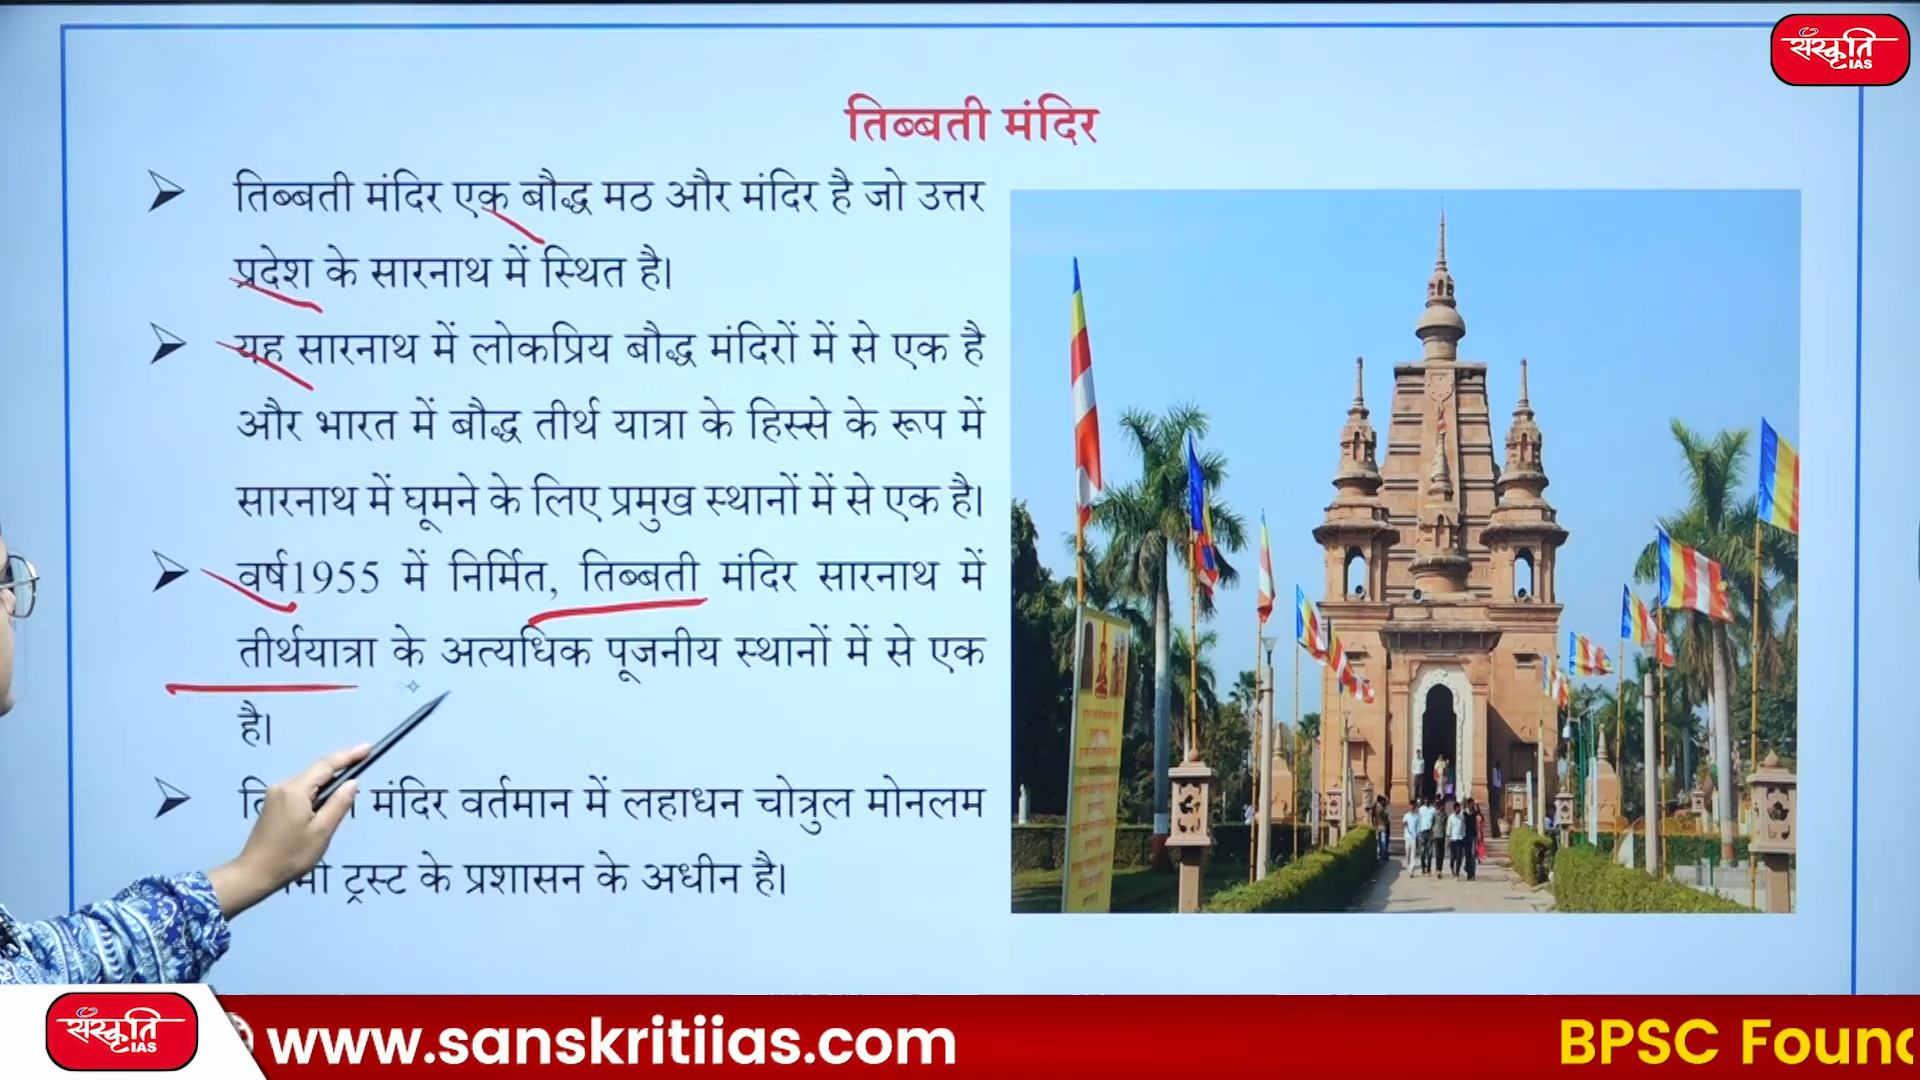 संस्कृति
IAS
तिब्बती मंदिर
तिब्बती मंदिर एक बौद्ध मठ और मंदिर है जो उत्तर
प्रदेश के सारनाथ में स्थित है।
यह सारनाथ में लोकप्रिय बौद्ध मंदिरों में से एक है
और भारत में बौद्ध तीर्थ यात्रा के हिस्से के रूप में
सारनाथ में घूमने के लिए प्रमुख स्थानों में से एक है।
वर्ष1955 में निर्मित, तिब्बती मंदिर सारनाथ में
तीर्थयात्रा के अत्यधिक पूजनीय स्थानों में से एक
है।
मंदिर वर्तमान में लहाधन चोत्रुल मोनलम
ट्रस्ट के प्रशासन के अधीन है।
संस्कृति
IAS
www.sanskritiias.com
BPSC